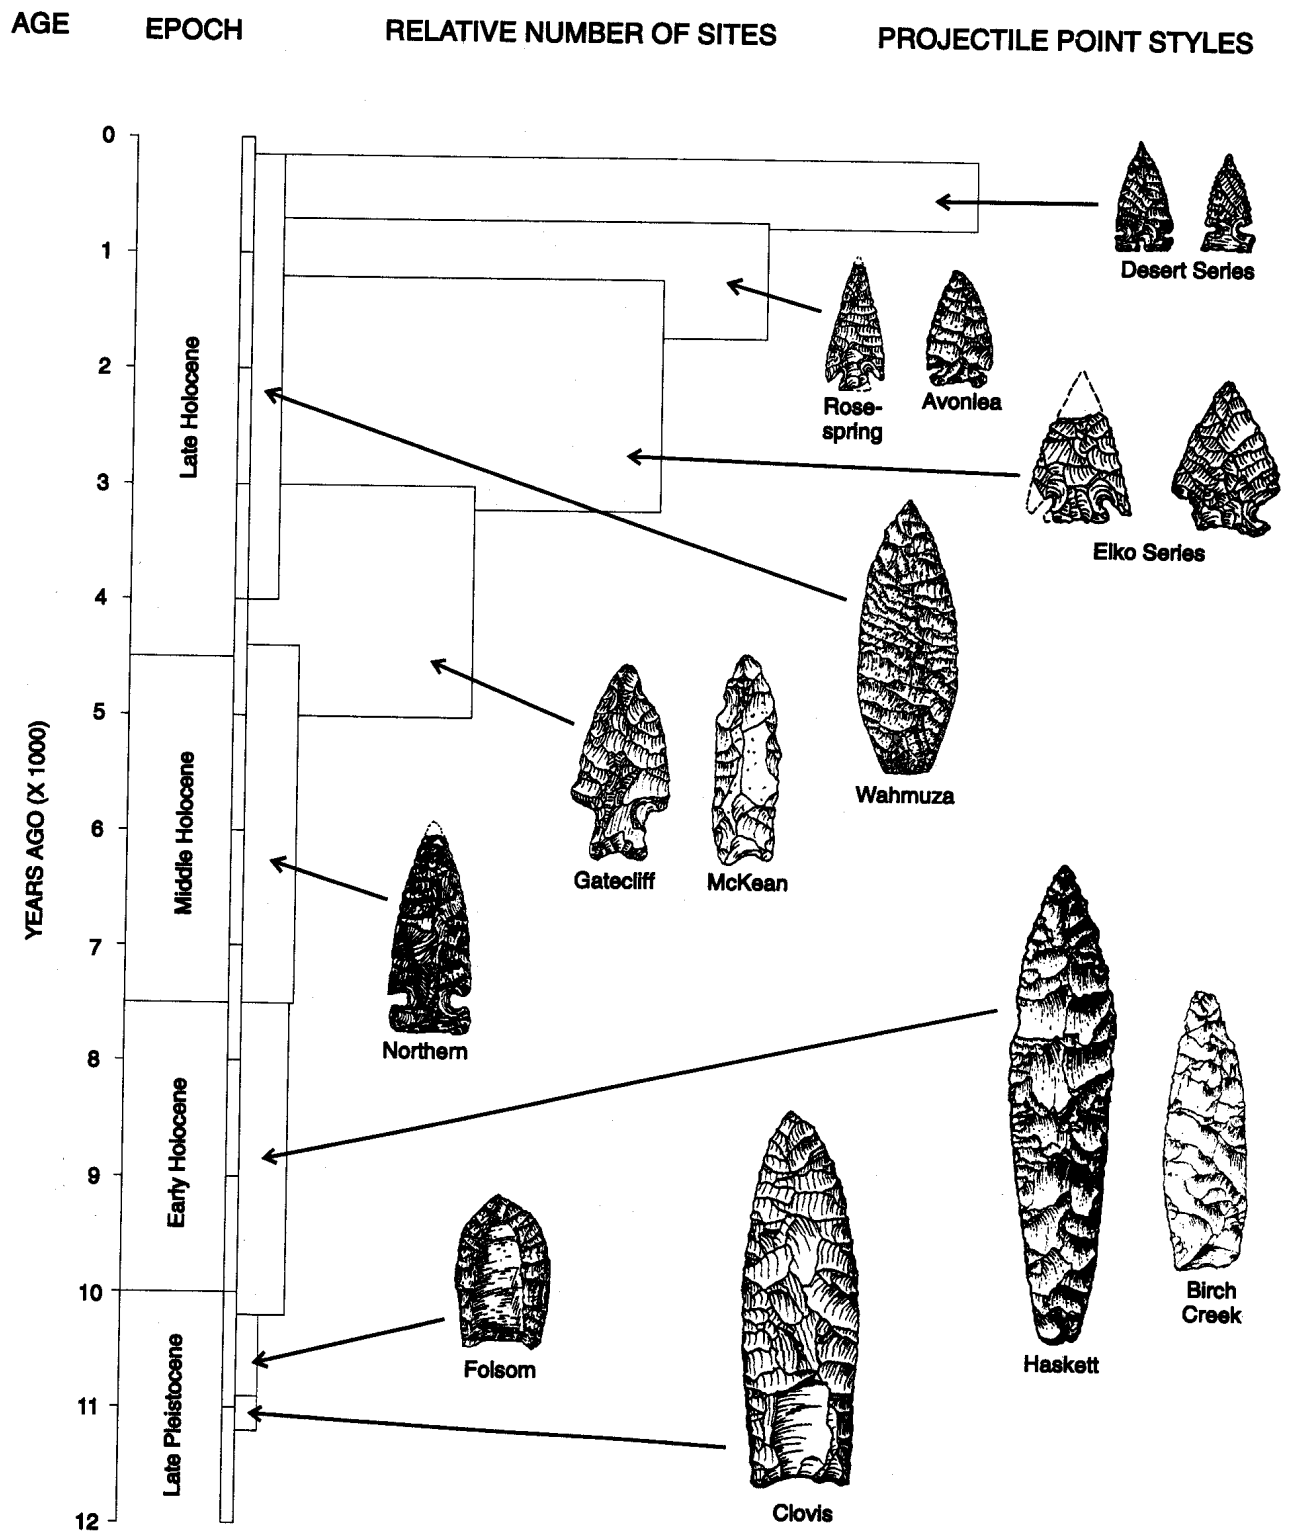 AGE
EPOCH
RELATIVE NUMBER OF SITES
PROJECTILE POINT STYLES
0
1
2
3
4
5
6
7
8
9
10
11
12
YEARS AGO (X 1000)
Late Holocene
Middle Holocene
Early Holocene
Late Pleistocene
Desert Series
Rose-
spring
Avonlea
Elko Series
Wahmuza
Gatecliff
McKean
Northern
Haskett
Birch
Creek
Folsom
Clovis